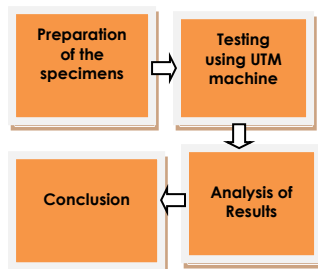 Preparation
of the
specimens
Testing
using UTM
machine
Analysis of
Results
Conclusion